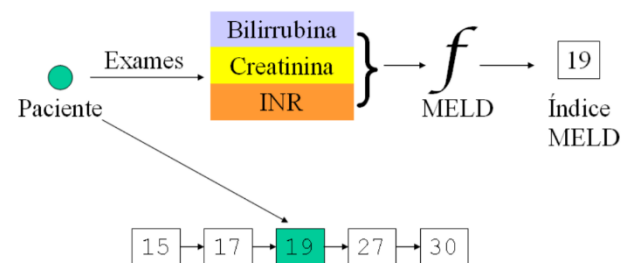 Bilirrubina
Exames
Creatinina
19
INR
Paciente
MELD
Índice
MELD
f
15
17
19
27
30